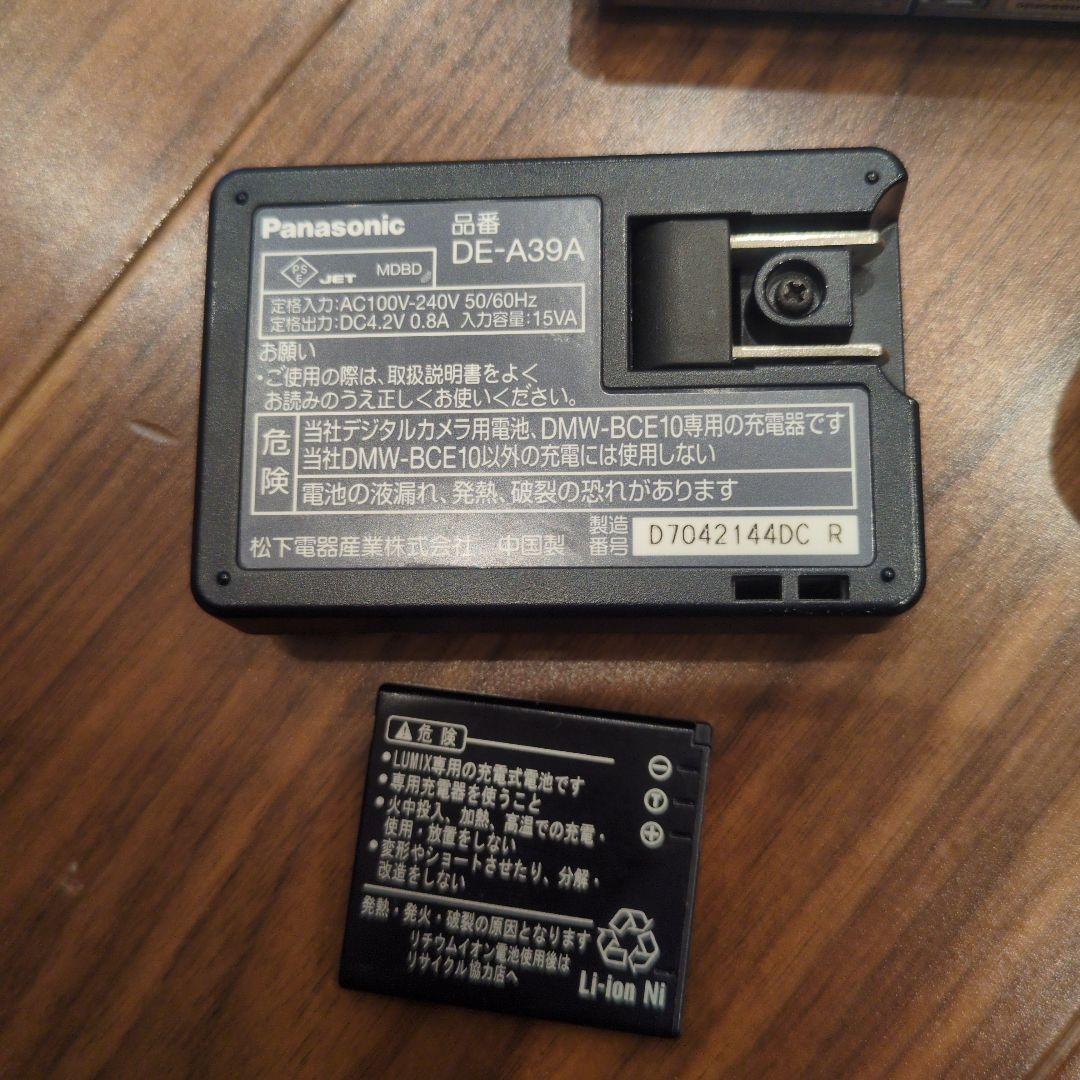 Panasonic
品番
DE-A39A
PS
E
JET
MDBD
定格入力:AC100V-240V 50/60Hz
定格出力:DC4.2V 0.8A 入力容量:15VA
お願い
・ご使用の際は、取扱説明書をよく
お読みのうえ正しくお使いください。
危険
当社デジタルカメラ用電池、DMW-BCE10専用の充電器です
当社DMW-BCE10以外の充電には使用しない
電池の液漏れ、発熱、破裂の恐れがあります
松下電器産業株式会社 中国製
製造
番号
D7042144DC R
危険
●LUMIX専用の充電式電池です
●専用充電器を使うこと
●火中投入、加熱、高温での充電・
使用・放置をしない
●変形やショートさせたり、分解・
改造をしない
発熱・発火・破裂の原因となります
リチウムイオン電池使用後は
リサイクル協力店へ
Li-ion Ni
⊖
T
⊕